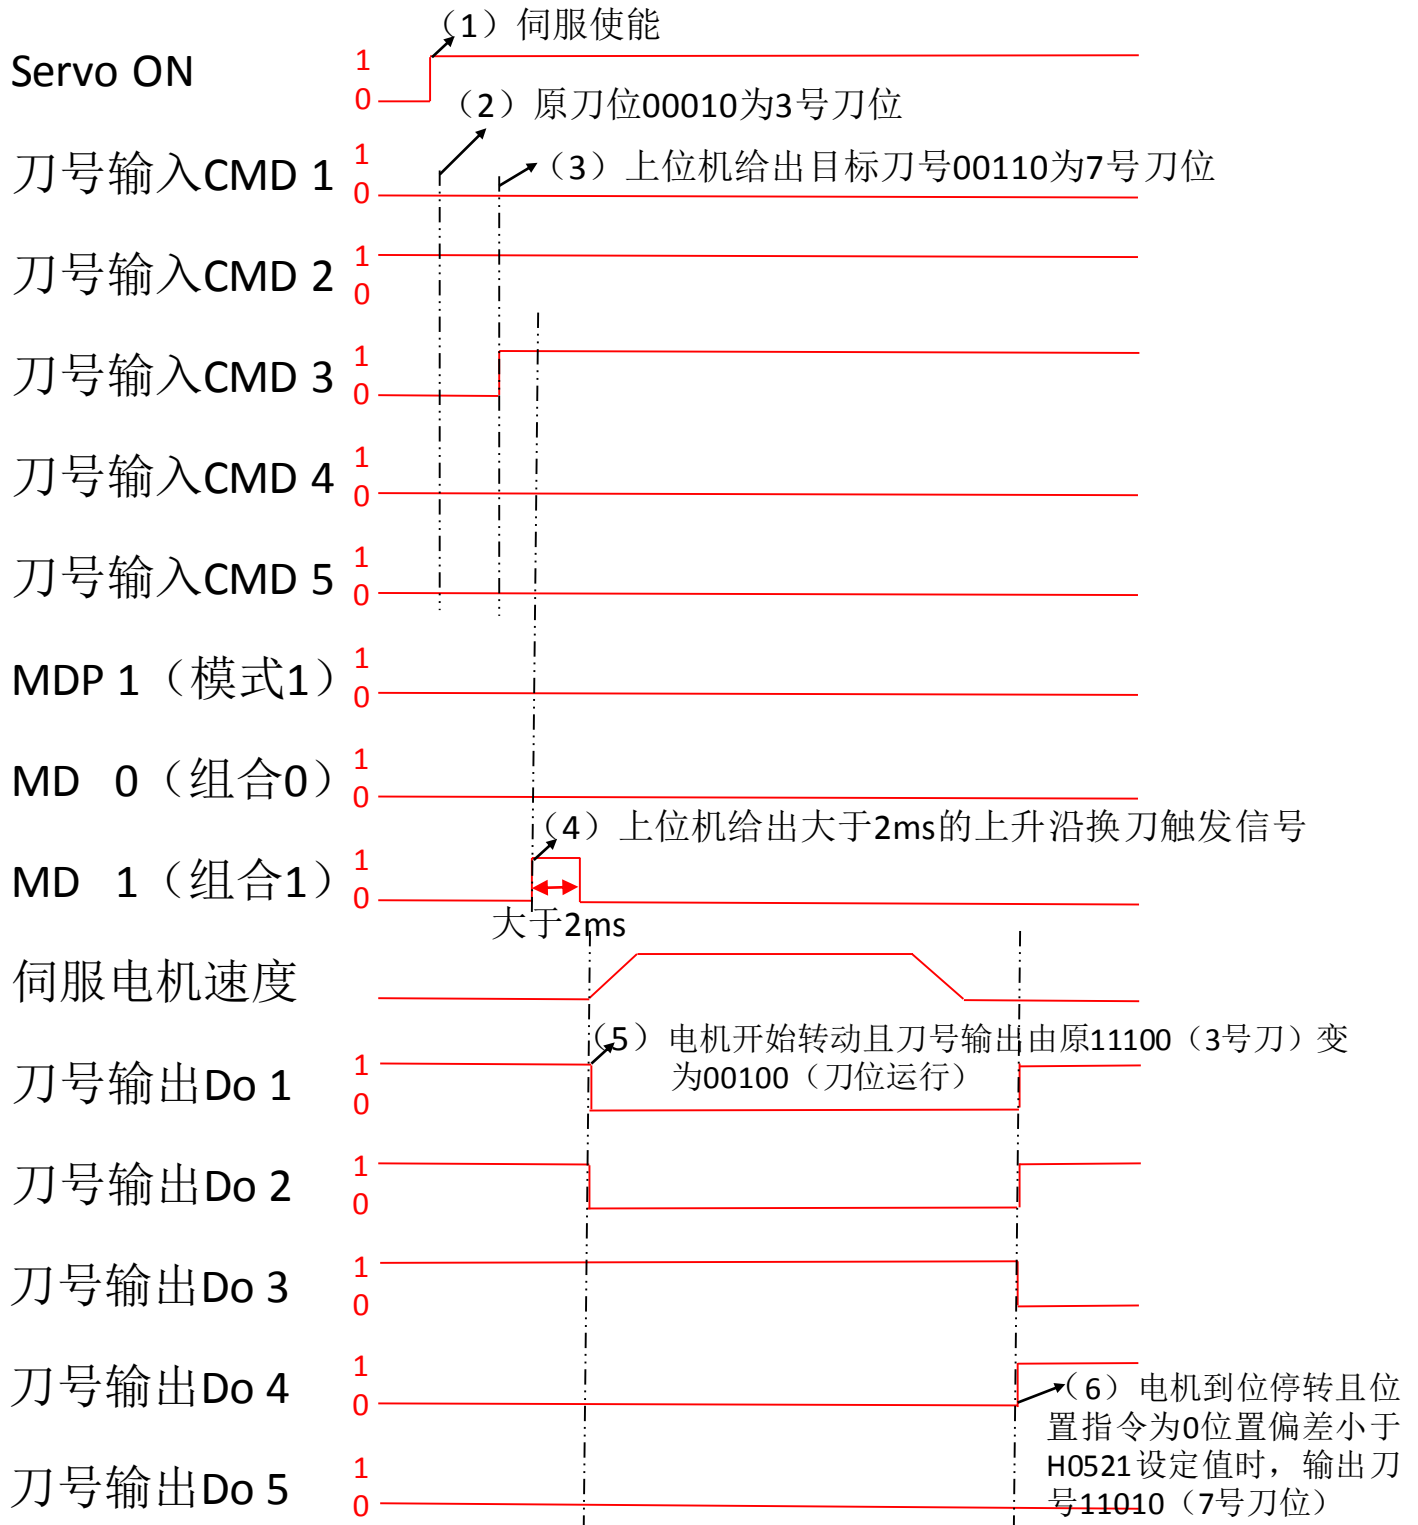 （1）伺服使能
Servo ON
1
0
（2）原刀位00010为3号刀位
刀号输入CMD 1
1
0
（3）上位机给出目标刀号00110为7号刀位
刀号输入CMD 2
1
0
刀号输入CMD 3
1
0
刀号输入CMD 4
1
0
刀号输入CMD 5
1
0
MDP 1（模式1）
1
0
MD 0（组合0）
1
0
（4）上位机给出大于2ms的上升沿换刀触发信号
MD 1（组合1）
1
0
大于2ms
伺服电机速度
（5）电机开始转动且刀号输出由原11100（3号刀）变
为00100（刀位运行）
刀号输出Do 1
1
0
刀号输出Do 2
1
0
刀号输出Do 3
1
0
刀号输出Do 4
1
0
（6）电机到位停转且位
置指令为0位置偏差小于
H0521设定值时，输出刀
号11010（7号刀位）
刀号输出Do 5
1
0